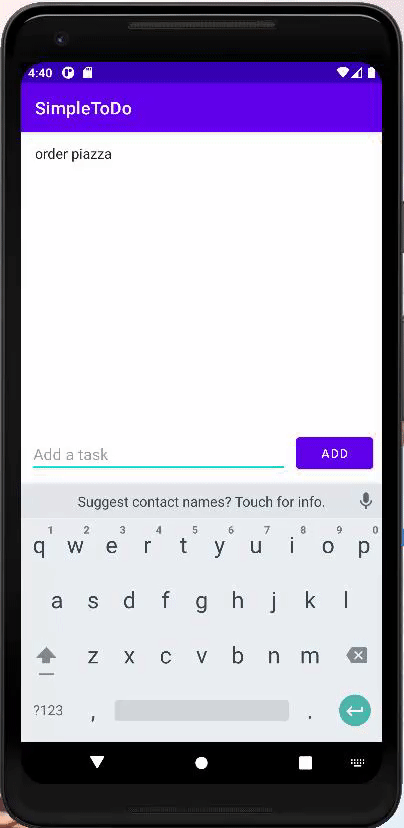 4:40
SimpleToDo
order piazza
Add a task
ADD
Suggest contact names? Touch for info.
1 2 3 4 5 6 7 8 9 0
q w e r t y u i o p
a s d f g h j k l
z x c v b n m
?123 , .